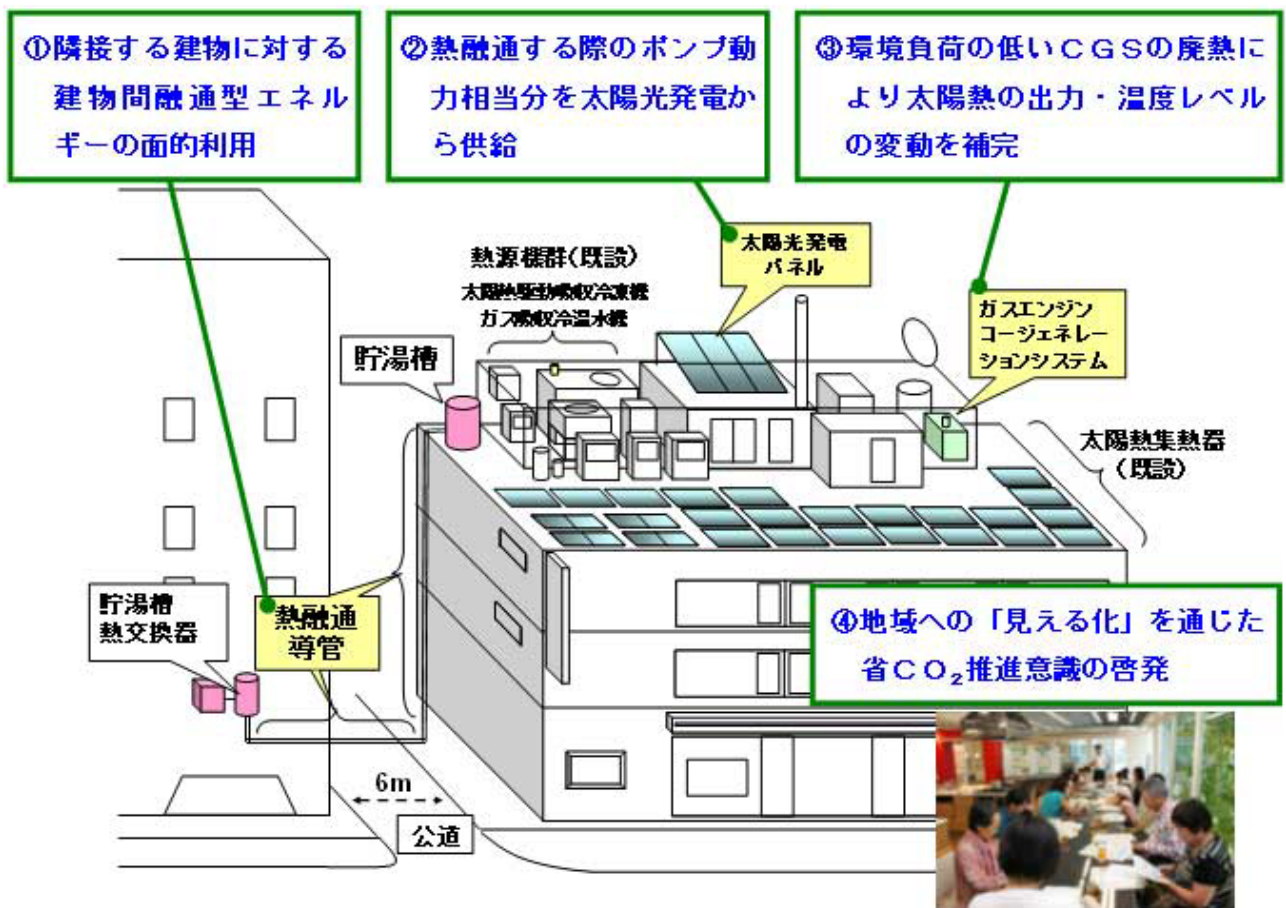 ①隣接する建物に対する
建物間融通型エネル
ギーの面的利用
②熱融通する際のポンプ動
力相当分を太陽光発電か
ら供給
③環境負荷の低いＣＧＳの廃熱に
より太陽熱の出力・温度レベル
の変動を補完
熱源機群(既設)
太陽熱駆動吸収冷凍機
ガス吸収冷温水機
太陽光発電
パネル
ガスエンジン
コージェネレー
ションシステム
貯湯槽
太陽熱集熱器
(既設)
貯湯槽
熱交換器
熱融通
導管
④地域への「見える化」を通じた
省ＣＯ₂推進意識の啓発
6m
公道